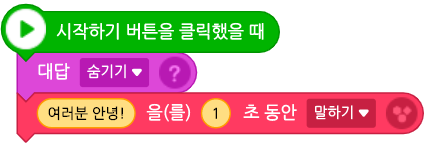 시작하기 버튼을 클릭했을 때
대답 숨기기 ?
여러분 안녕! 을(를) 1 초 동안 말하기